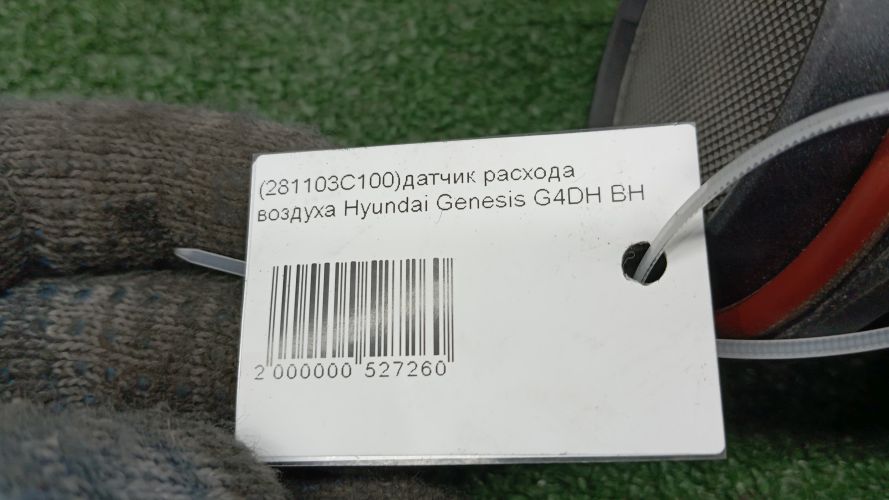 (281103C100)датчик расхода
воздуха Hyundai Genesis G4DH BH
2 000000 527260